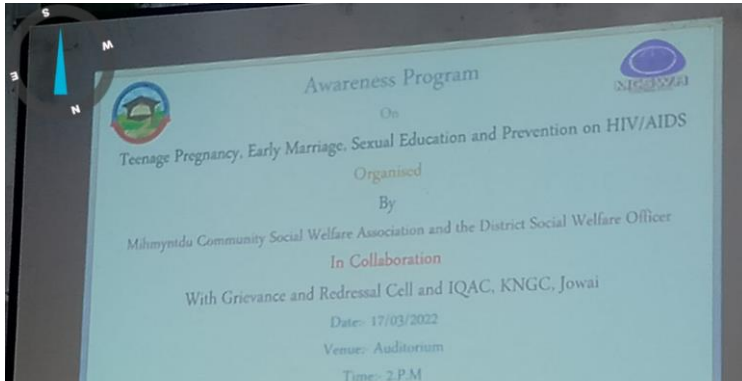 S
W
E
N
MCSWA
Awareness Program
On
Teenage Pregnancy, Early Marriage, Sexual Education and Prevention on HIV/AIDS
Organised
By
Mihmyntdu Community Social Welfare Association and the District Social Welfare Officer
In Collaboration
With Grievance and Redressal Cell and IQAC, KNGC, Jowai
Date:- 17/03/2022
Venue:- Auditorium
Time:- 2 P.M